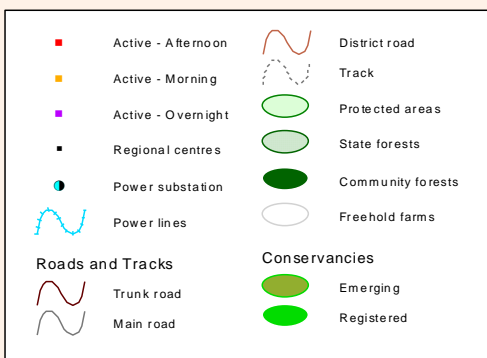 Active - Afternoon
Active - Morning
Active - Overnight
Regional centres
Power substation
Power lines
Roads and Tracks
Trunk road
Main road
District road
Track
Protected areas
State forests
Community forests
Freehold farms
Conservancies
Emerging
Registered